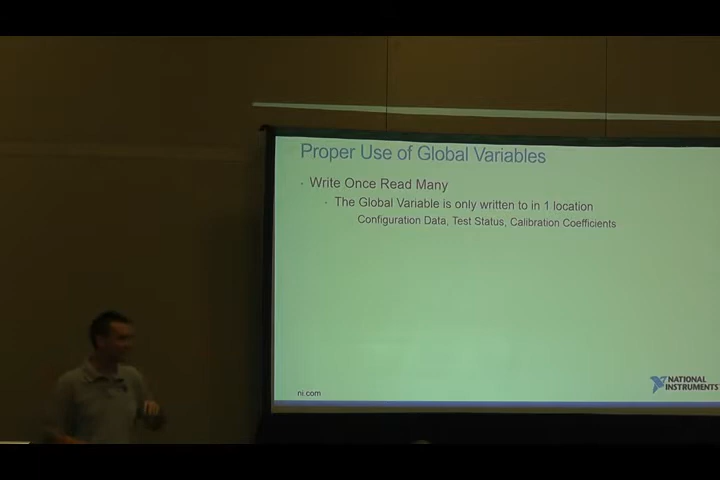 Proper Use of Global Variables
Write Once Read Many
The Global Variable is only written to in 1 location
Configuration Data, Test Status, Calibration Coefficients
NATIONAL
INSTRUMENTS
ni.com